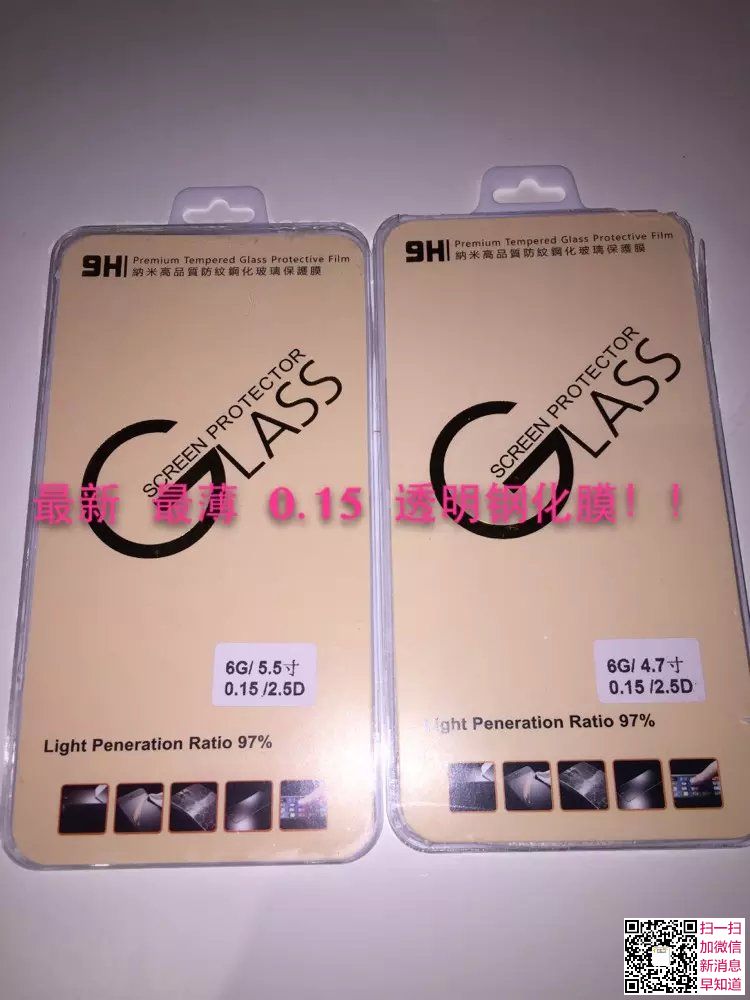 9H Premium Tempered Glass Protective Film
納米高品質防紋鋼化玻璃保護膜
SCREEN PROTECTOR
GLASS
6G/ 5.5寸
0.15 /2.5D
Light Peneration Ratio 97%
9H Premium Tempered Glass Protective Film
納米高品質防紋鋼化玻璃保護膜
SCREEN PROTECTOR
GLASS
6G/ 4.7寸
0.15 /2.5D
Light Peneration Ratio 97%
最新 最薄 0.15 透明钢化膜！！
扫一扫
加微信
新消息
早知道